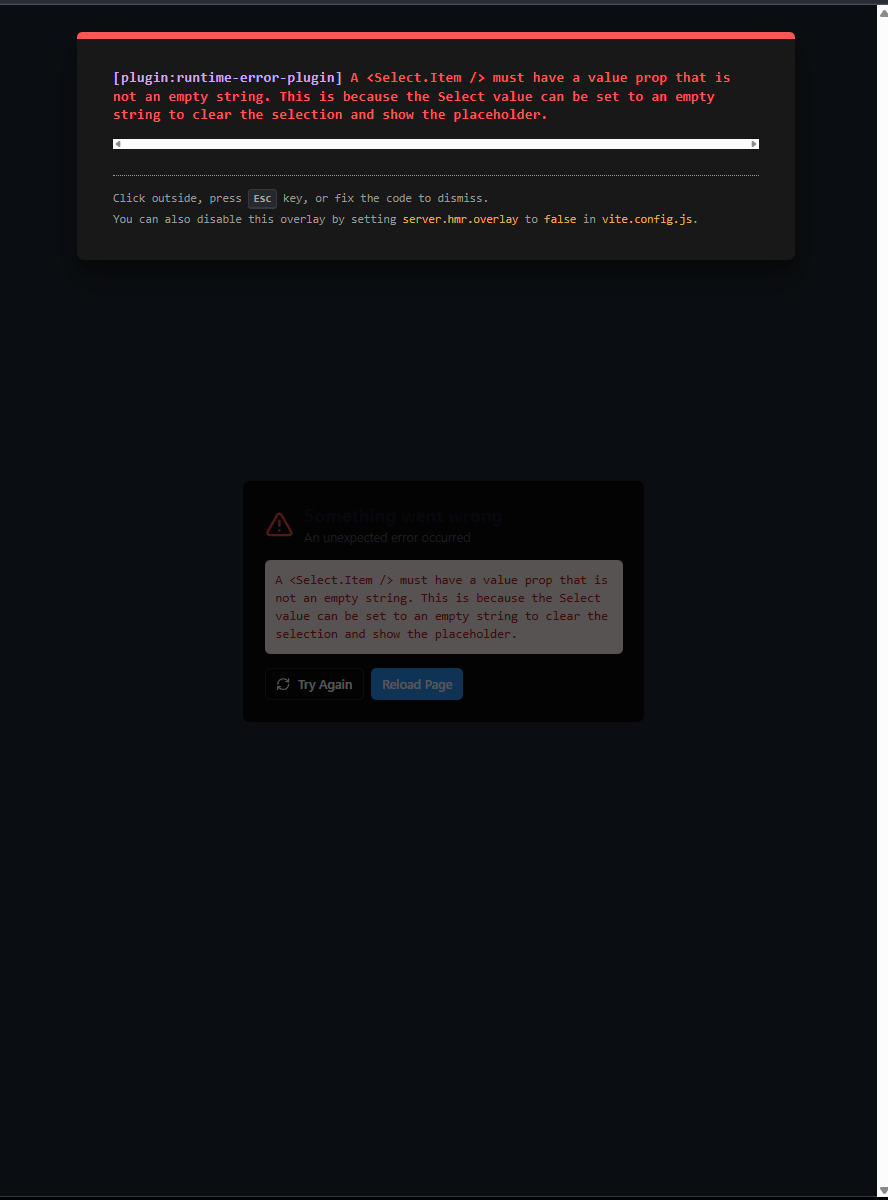 [plugin:runtime-error-plugin] A <Select.Item /> must have a value prop that is
not an empty string. This is because the Select value can be set to an empty
string to clear the selection and show the placeholder.
Click outside, press Esc key, or fix the code to dismiss.
You can also disable this overlay by setting server.hmr.overlay to false in vite.config.js.
Something went wrong
An unexpected error occurred
A <Select.Item /> must have a value prop that is
not an empty string. This is because the Select
value can be set to an empty string to clear the
selection and show the placeholder.
Try Again
Reload Page